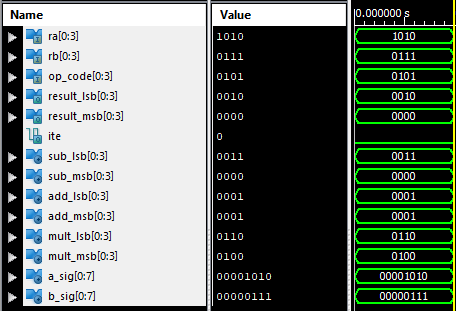 Name Value 0.000000 s
ra[0:3] 1010 1010
rb[0:3] 0111 0111
op_code[0:3] 0101 0101
result_lsb[0:3] 0010 0010
result_msb[0:3] 0000 0000
ite 0
sub_lsb[0:3] 0011 0011
sub_msb[0:3] 0000 0000
add_lsb[0:3] 0001 0001
add_msb[0:3] 0001 0001
mult_lsb[0:3] 0110 0110
mult_msb[0:3] 0100 0100
a_sig[0:7] 00001010 00001010
b_sig[0:7] 00000111 00000111